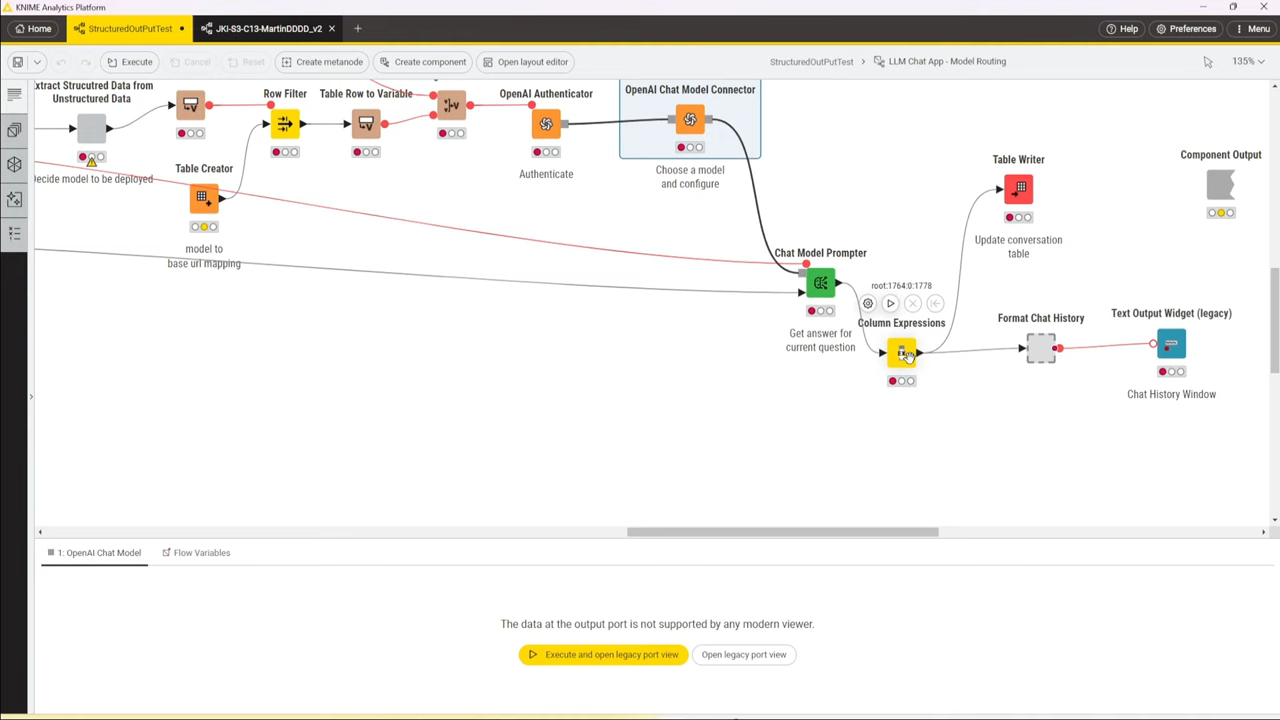 KNIME Analytics Platform
Home
StructuredOutPutTest
JKI-S3-C13-MartinDDDD_v2
Help
Preferences
Menu
Execute
Cancel
Reset
Create metanode
Create component
Open layout editor
StructuredOutPutTest
LLM Chat App - Model Routing
135%
xtract Strucutred Data from
Unstructured Data
Row Filter
Table Row to Variable
OpenAI Authenticator
OpenAI Chat Model Connector
Decide model to be deployed
Table Creator
model to
base url mapping
Authenticate
Choose a model
and configure
Table Writer
Component Output
Update conversation
table
Chat Model Prompter
Get answer for
current question
root:1764:0:1778
Column Expressions
Format Chat History
Text Output Widget (legacy)
Chat History Window
1: OpenAI Chat Model
Flow Variables
The data at the output port is not supported by any modern viewer.
Execute and open legacy port view
Open legacy port view